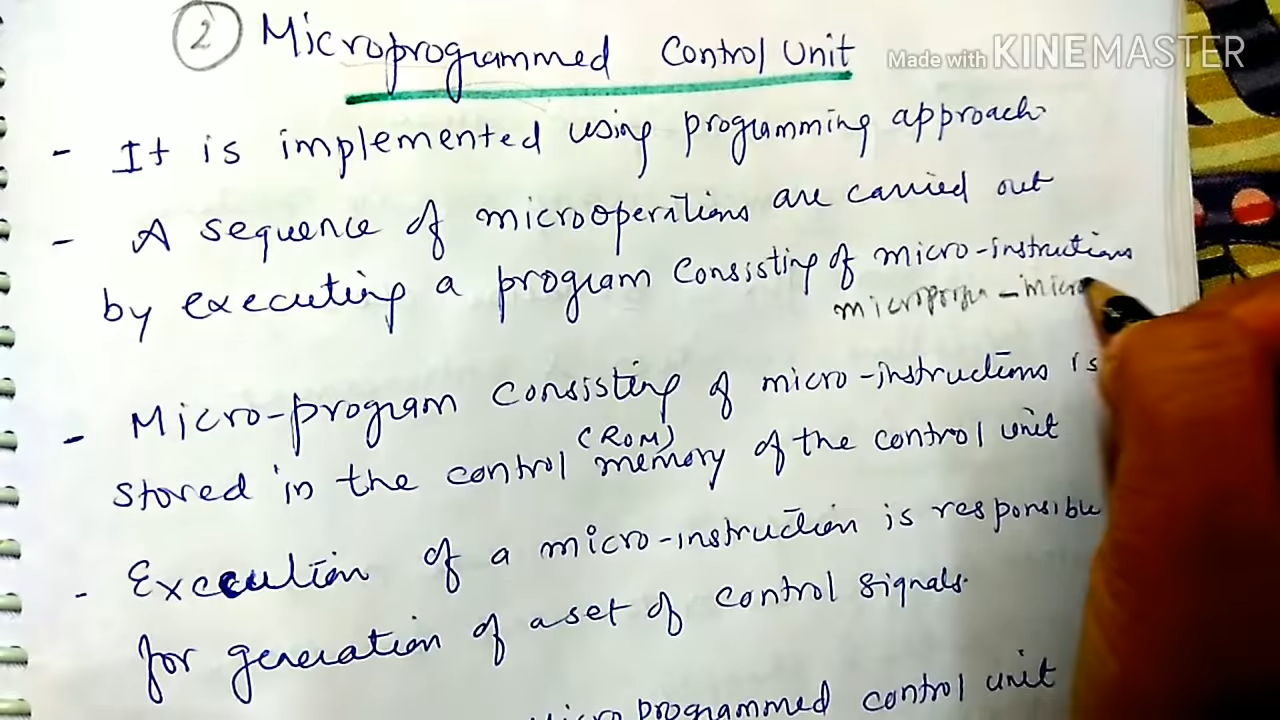 2 Microprogrammed Control Unit
Made with KINEMASTER
- It is implemented using programming approach.
- A sequence of microoperations are carried out
by executing a program consisting of micro-instructions
- micro
- Micro-program consisting of micro-instructions is
(ROM)
stored in the control memory of the control unit
- Execution of a micro-instruction is responsible
for generation of a set of control signals.
programmed control unit